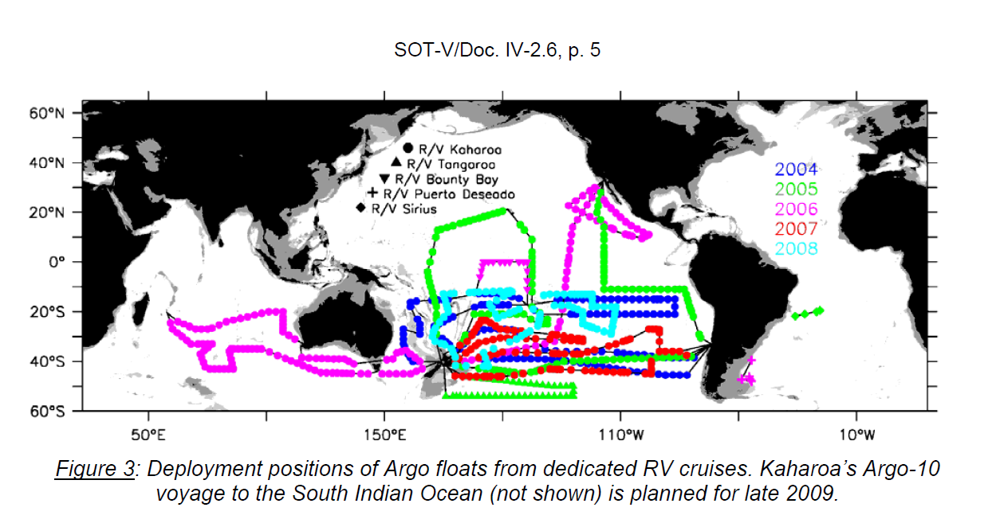 SOT-V/Doc. IV-2.6, p. 5
60°N
40°N
20°N
0°
20°S
40°S
60°S
R/V Kaharoa
R/V Tangaroa
R/V Bounty Bay
R/V Puerto Deseado
R/V Sirius
2004
2005
2006
2007
2008
50°E
150°E
110°W
10°W
Figure 3: Deployment positions of Argo floats from dedicated RV cruises. Kaharoa's Argo-10
voyage to the South Indian Ocean (not shown) is planned for late 2009.